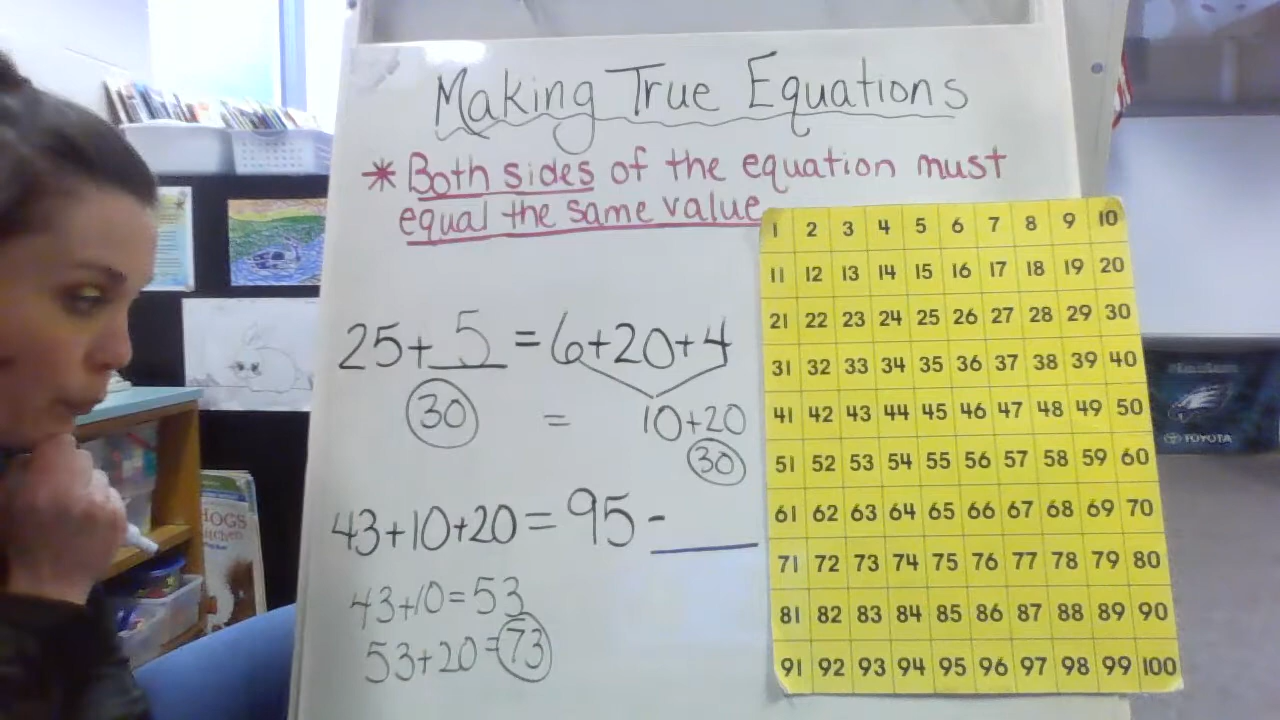 Making True Equations
* Both sides of the equation must
equal the same value
25+ 5 = 6+20+4
30 = 10+20
30
43+10+20=95-____
43+10=53
53+20=73
1 2 3 4 5 6 7 8 9 10
11 12 13 14 15 16 17 18 19 20
21 22 23 24 25 26 27 28 29 30
31 32 33 34 35 36 37 38 39 40
41 42 43 44 45 46 47 48 49 50
51 52 53 54 55 56 57 58 59 60
61 62 63 64 65 66 67 68 69 70
71 72 73 74 75 76 77 78 79 80
81 82 83 84 85 86 87 88 89 90
91 92 93 94 95 96 97 98 99 100
TOYOTA